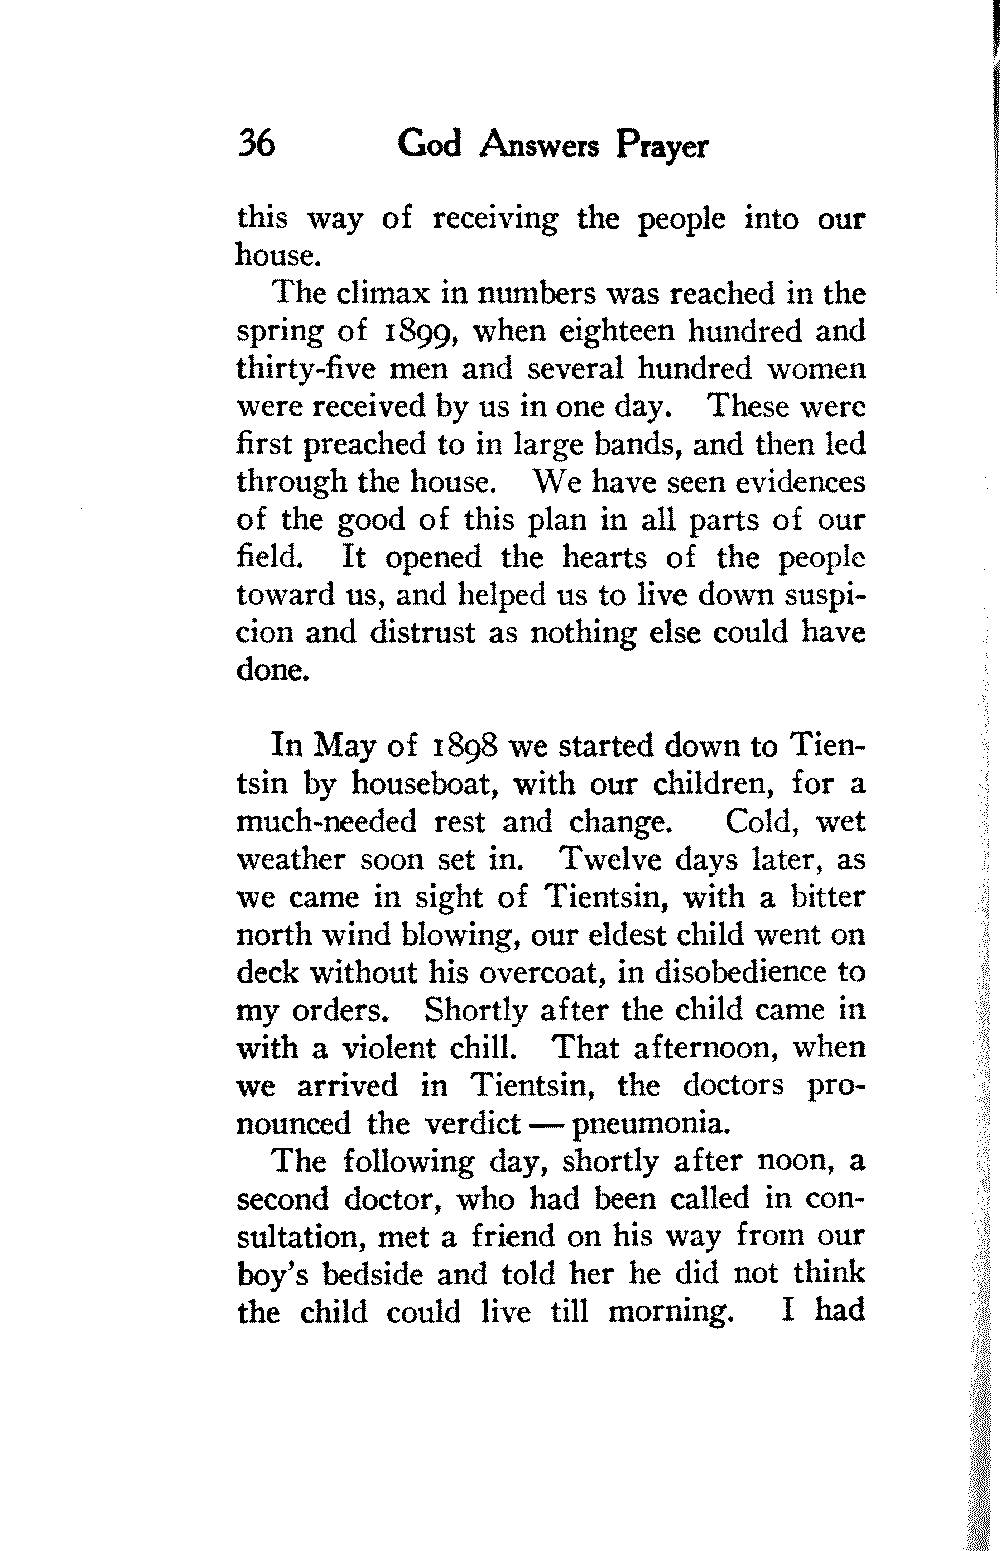 36 God Answers Prayer
this way of receiving the people into our
house.
The climax in numbers was reached in the
spring of 1899, when eighteen hundred and
thirty-five men and several hundred women
were received by us in one day. These were
first preached to in large bands, and then led
through the house. We have seen evidences
of the good of this plan in all parts of our
field. It opened the hearts of the people
toward us, and helped us to live down suspi-
cion and distrust as nothing else could have
done.
In May of 1898 we started down to Tien-
tsin by houseboat, with our children, for a
much-needed rest and change. Cold, wet
weather soon set in. Twelve days later, as
we came in sight of Tientsin, with a bitter
north wind blowing, our eldest child went on
deck without his overcoat, in disobedience to
my orders. Shortly after the child came in
with a violent chill. That afternoon, when
we arrived in Tientsin, the doctors pro-
nounced the verdict — pneumonia.
The following day, shortly after noon, a
second doctor, who had been called in con-
sultation, met a friend on his way from our
boy's bedside and told her he did not think
the child could live till morning. I had